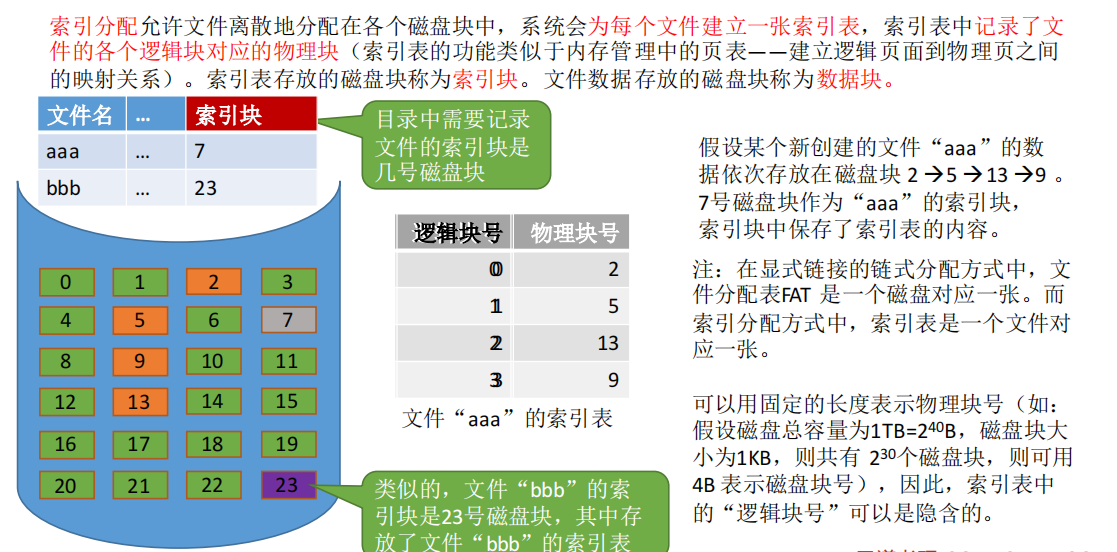 索引分配允许文件离散地分配在各个磁盘块中，系统会为每个文件建立一张索引表，索引表中记录了文
件的各个逻辑块对应的物理块（索引表的功能类似于内存管理中的页表——建立逻辑页面到物理页之间
的映射关系）。索引表存放的磁盘块称为索引块。文件数据存放的磁盘块称为数据块。
文件名 ... 索引块
aaa ... 7
bbb ... 23
目录中需要记录
文件的索引块是
几号磁盘块
0 1 2 3
4 5 6 7
8 9 10 11
12 13 14 15
16 17 18 19
20 21 22 23
逻辑块号 物理块号
0 2
1 5
2 13
3 9
文件“aaa”的索引表
类似的，文件“bbb”的索
引块是23号磁盘块，其中存
放了文件“bbb”的索引表
假设某个新创建的文件“aaa”的数
据依次存放在磁盘块 2→5→13→9 。
7号磁盘块作为“aaa”的索引块，
索引块中保存了索引表的内容。
注：在显式链接的链式分配方式中，文
件分配表FAT 是一个磁盘对应一张。而
索引分配方式中，索引表是一个文件对
应一张。
可以用固定的长度表示物理块号（如：
假设磁盘总容量为1TB=2⁴⁰B，磁盘块大
小为1KB，则共有 2³⁰个磁盘块，则可用
4B 表示磁盘块号），因此，索引表中
的“逻辑块号”可以是隐含的。